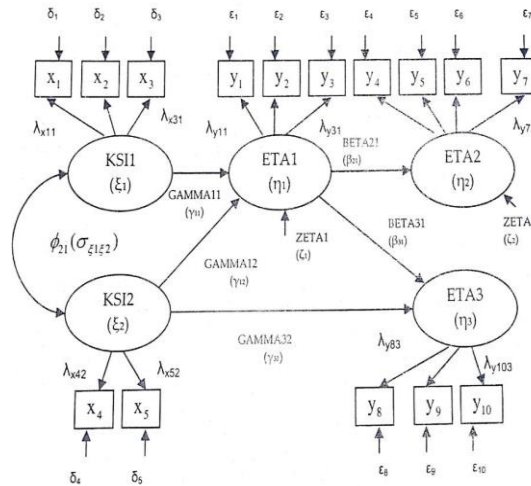 δ₁ δ₂ δ₃ ε₁ ε₂ ε₃ ε₄ ε₅ ε₆ ε₇
x₁ x₂ x₃ y₁ y₂ y₃ y₄ y₅ y₆ y₇
λx11 λx31 λy11 λy31 λy7
KSI1 (ξ₁)
GAMMA11 (γ₁₁)
ETA1 (η₁)
BETA21 (β₂₁)
ETA2 (η₂)
ZETA1 (ζ₁)
ZETA (ζ₂)
BETA31 (β₃₁)
ϕ₂₁(σξ1ξ2)
GAMMA12 (γ₁₂)
KSI2 (ξ₂)
GAMMA32
ETA3 (η₃)
λx42 λx52 λy83 λy103
x₄ x₅ y₈ y₉ y₁₀
δ₄ δ₅ ε₈ ε₉ ε₁₀